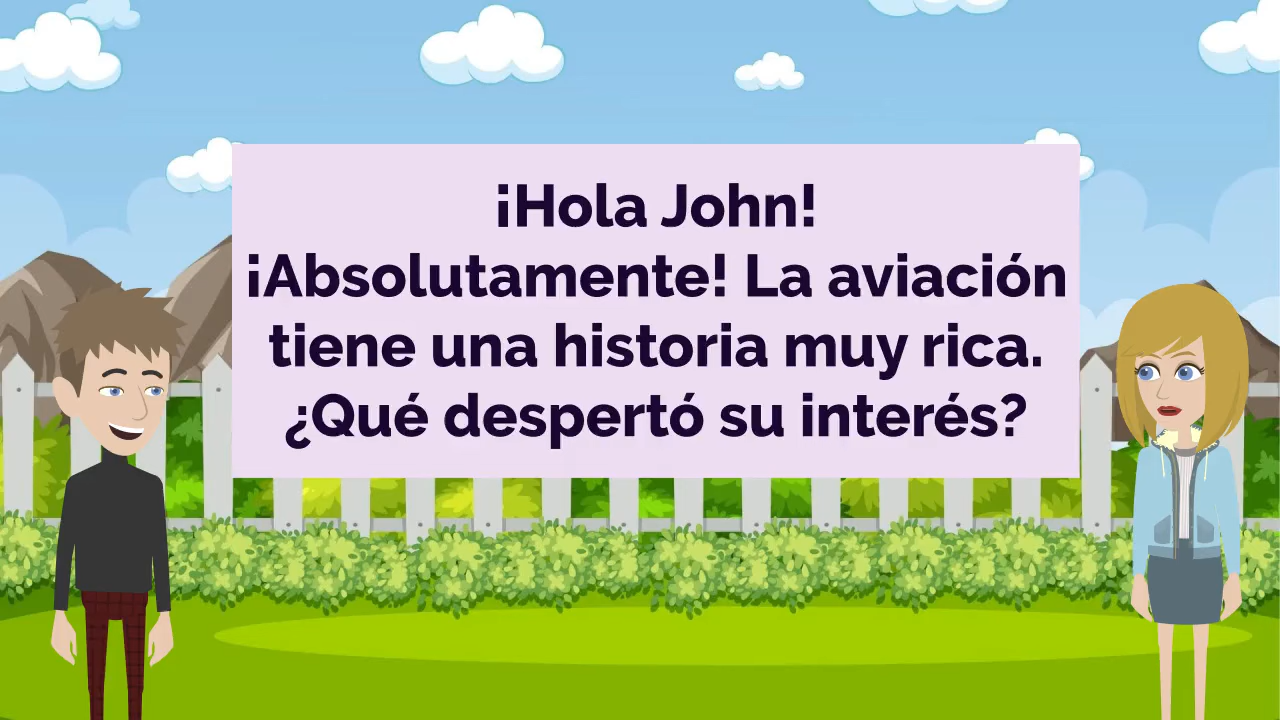 ¡Hola John!
¡Absolutamente! La aviación
tiene una historia muy rica.
¿Qué despertó su interés?